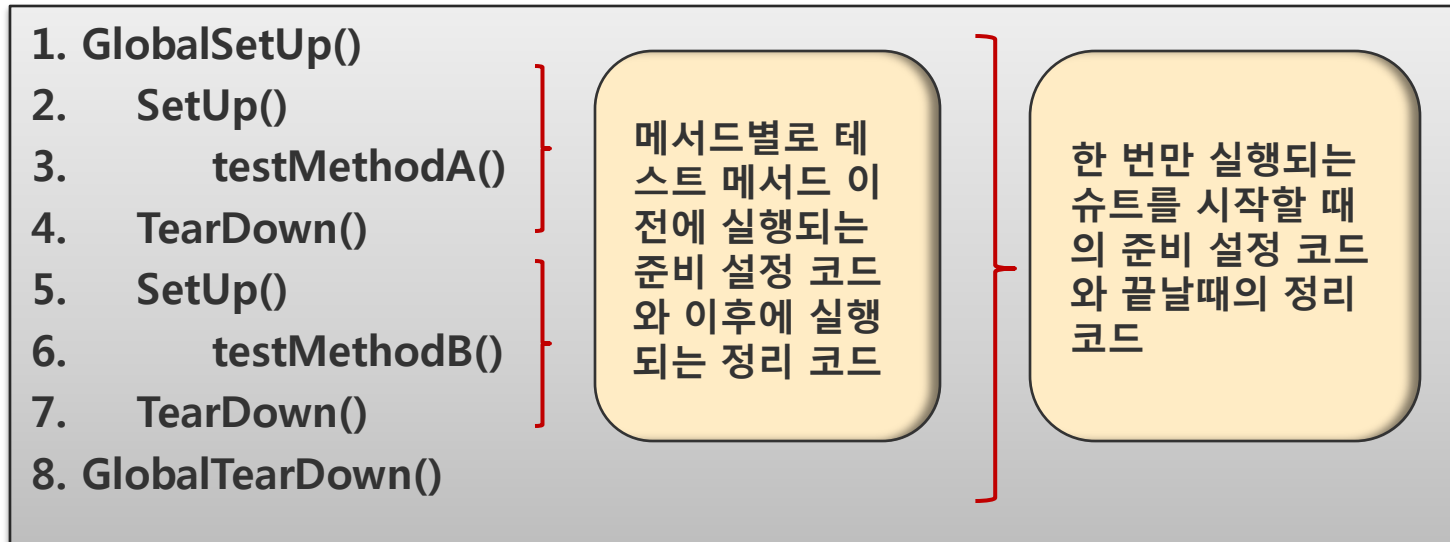 1. GlobalSetUp()
2. SetUp()
3. testMethodA()
4. TearDown()
5. SetUp()
6. testMethodB()
7. TearDown()
8. GlobalTearDown()
메서드별로 테
스트 메서드 이
전에 실행되는
준비 설정 코드
와 이후에 실행
되는 정리 코드
한 번만 실행되는
슈트를 시작할 때
의 준비 설정 코드
와 끝날때의 정리
코드